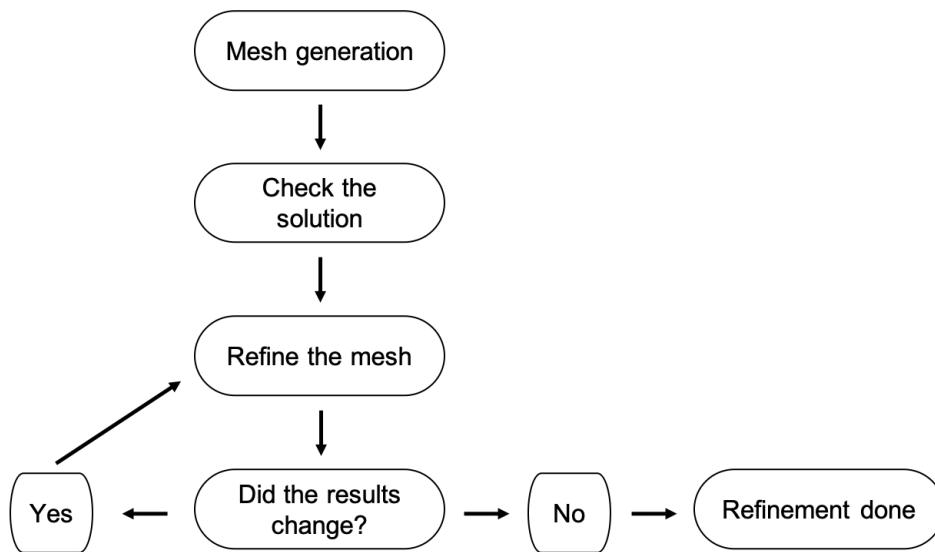 Mesh generation
Check the
solution
Refine the mesh
Did the results
change?
Yes
No
Refinement done